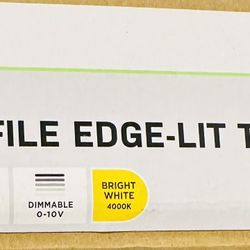 FILE EDGE-LIT T
DIMMABLE
0-10V
BRIGHT
WHITE
4000K